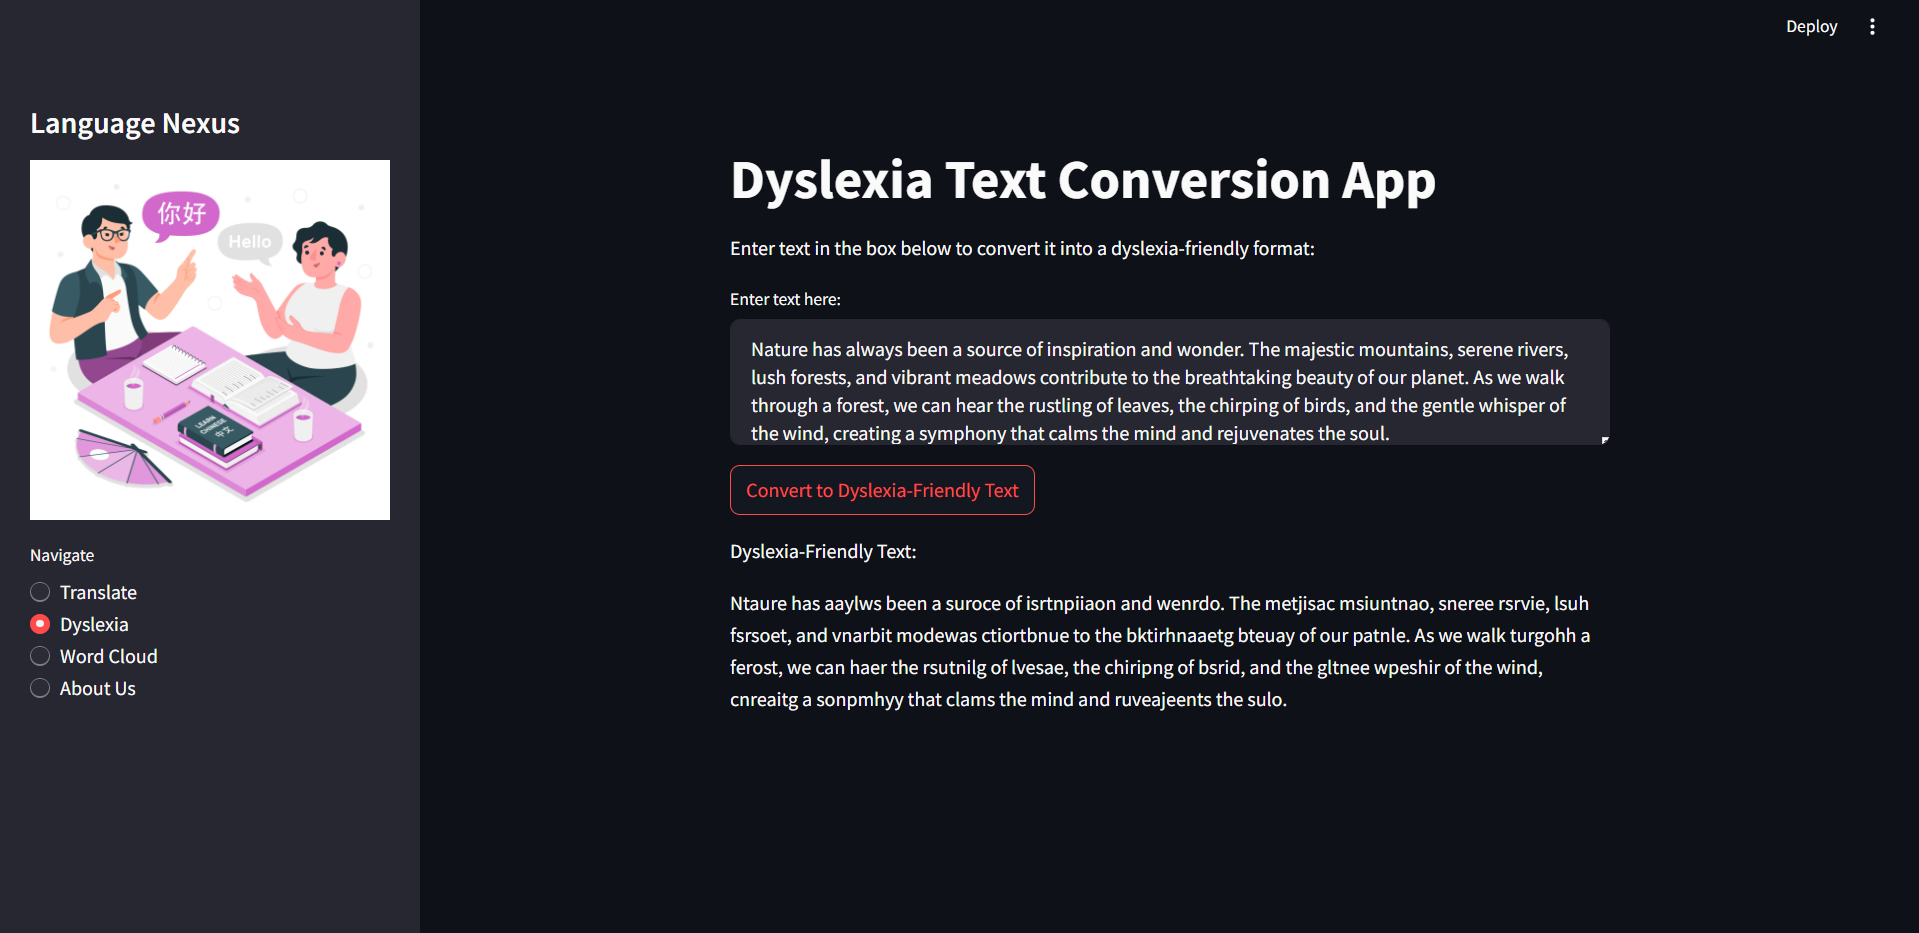 Deploy
Language Nexus
你好
Hello
LEARN
CHINESE
中文
Navigate
Translate
Dyslexia
Word Cloud
About Us
Dyslexia Text Conversion App
Enter text in the box below to convert it into a dyslexia-friendly format:
Enter text here:
Nature has always been a source of inspiration and wonder. The majestic mountains, serene rivers,
lush forests, and vibrant meadows contribute to the breathtaking beauty of our planet. As we walk
through a forest, we can hear the rustling of leaves, the chirping of birds, and the gentle whisper of
the wind, creating a symphony that calms the mind and rejuvenates the soul.
Convert to Dyslexia-Friendly Text
Dyslexia-Friendly Text:
Ntaure has aaylws been a suroce of isrtnpiiaon and wenrdo. The metjisac msiuntnao, sneree rsrvie, lsuh
fsrsoet, and vnarbit modewas ctiortbnue to the bktirhnaaetg bteuay of our patnle. As we walk turgohh a
ferost, we can haer the rsutnilg of lvesae, the chiripng of bsrid, and the gltnee wpeshir of the wind,
cnreaitg a sonpmhyy that clams the mind and ruveajeents the sulo.